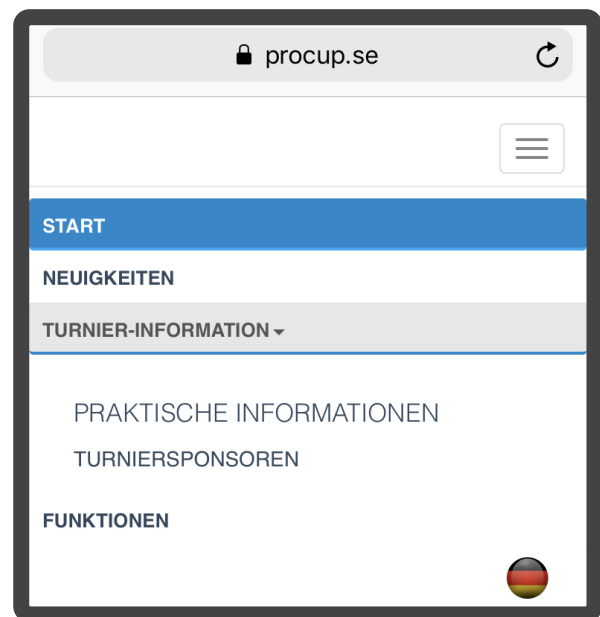 procup.se
START
NEUIGKEITEN
TURNIER-INFORMATION
PRAKTISCHE INFORMATIONEN
TURNIERSPONSOREN
FUNKTIONEN